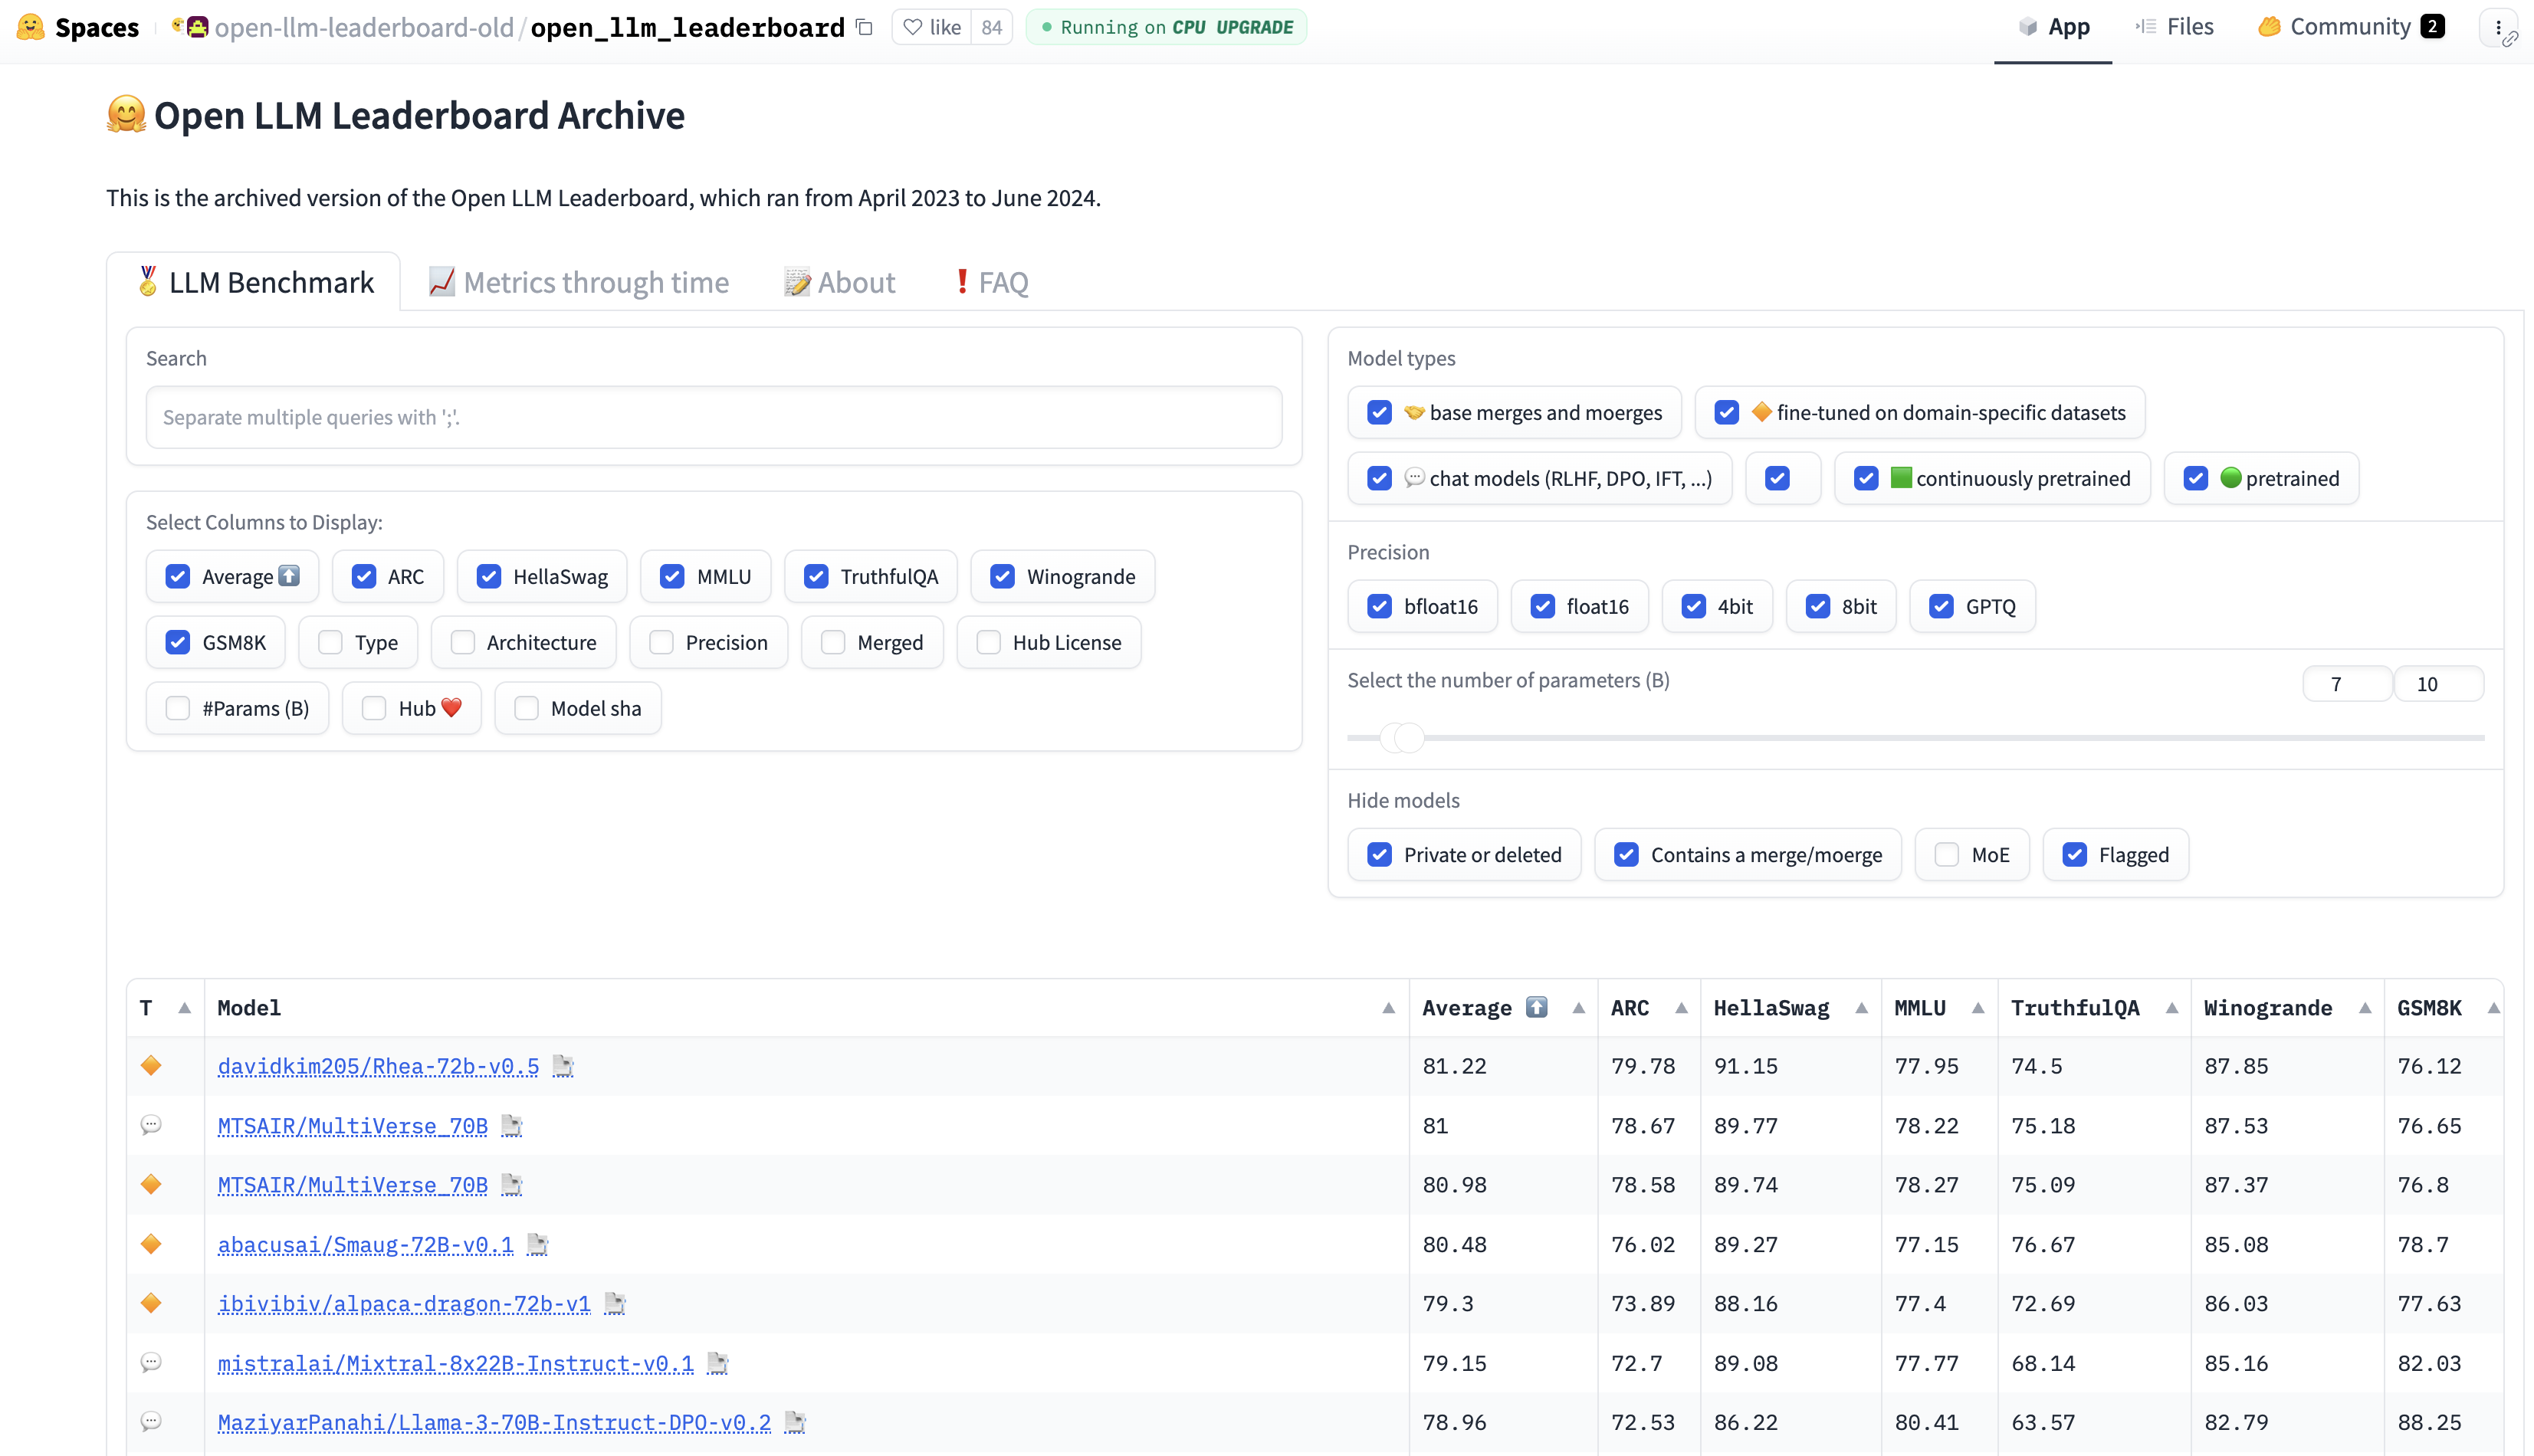 Spaces open-llm-leaderboard-old/open_llm_leaderboard like 84 Running on CPU UPGRADE App Files Community 2
Open LLM Leaderboard Archive
This is the archived version of the Open LLM Leaderboard, which ran from April 2023 to June 2024.
LLM Benchmark Metrics through time About FAQ
Search
Separate multiple queries with ';'.
Select Columns to Display:
Average ARC HellaSwag MMLU TruthfulQA Winogrande
GSM8K Type Architecture Precision Merged Hub License
#Params (B) Hub Model sha
Model types
base merges and moerges fine-tuned on domain-specific datasets
chat models (RLHF, DPO, IFT, ...) continuously pretrained pretrained
Precision
bfloat16 float16 4bit 8bit GPTQ
Select the number of parameters (B) 7 10
Hide models
Private or deleted Contains a merge/moerge MoE Flagged
T Model Average ARC HellaSwag MMLU TruthfulQA Winogrande GSM8K
davidkim205/Rhea-72b-v0.5 81.22 79.78 91.15 77.95 74.5 87.85 76.12
MTSAIR/MultiVerse_70B 81 78.67 89.77 78.22 75.18 87.53 76.65
MTSAIR/MultiVerse_70B 80.98 78.58 89.74 78.27 75.09 87.37 76.8
abacusai/Smaug-72B-v0.1 80.48 76.02 89.27 77.15 76.67 85.08 78.7
ibivibiv/alpaca-dragon-72b-v1 79.3 73.89 88.16 77.4 72.69 86.03 77.63
mistralai/Mixtral-8x22B-Instruct-v0.1 79.15 72.7 89.08 77.77 68.14 85.16 82.03
MaziyarPanahi/Llama-3-70B-Instruct-DPO-v0.2 78.96 72.53 86.22 80.41 63.57 82.79 88.25